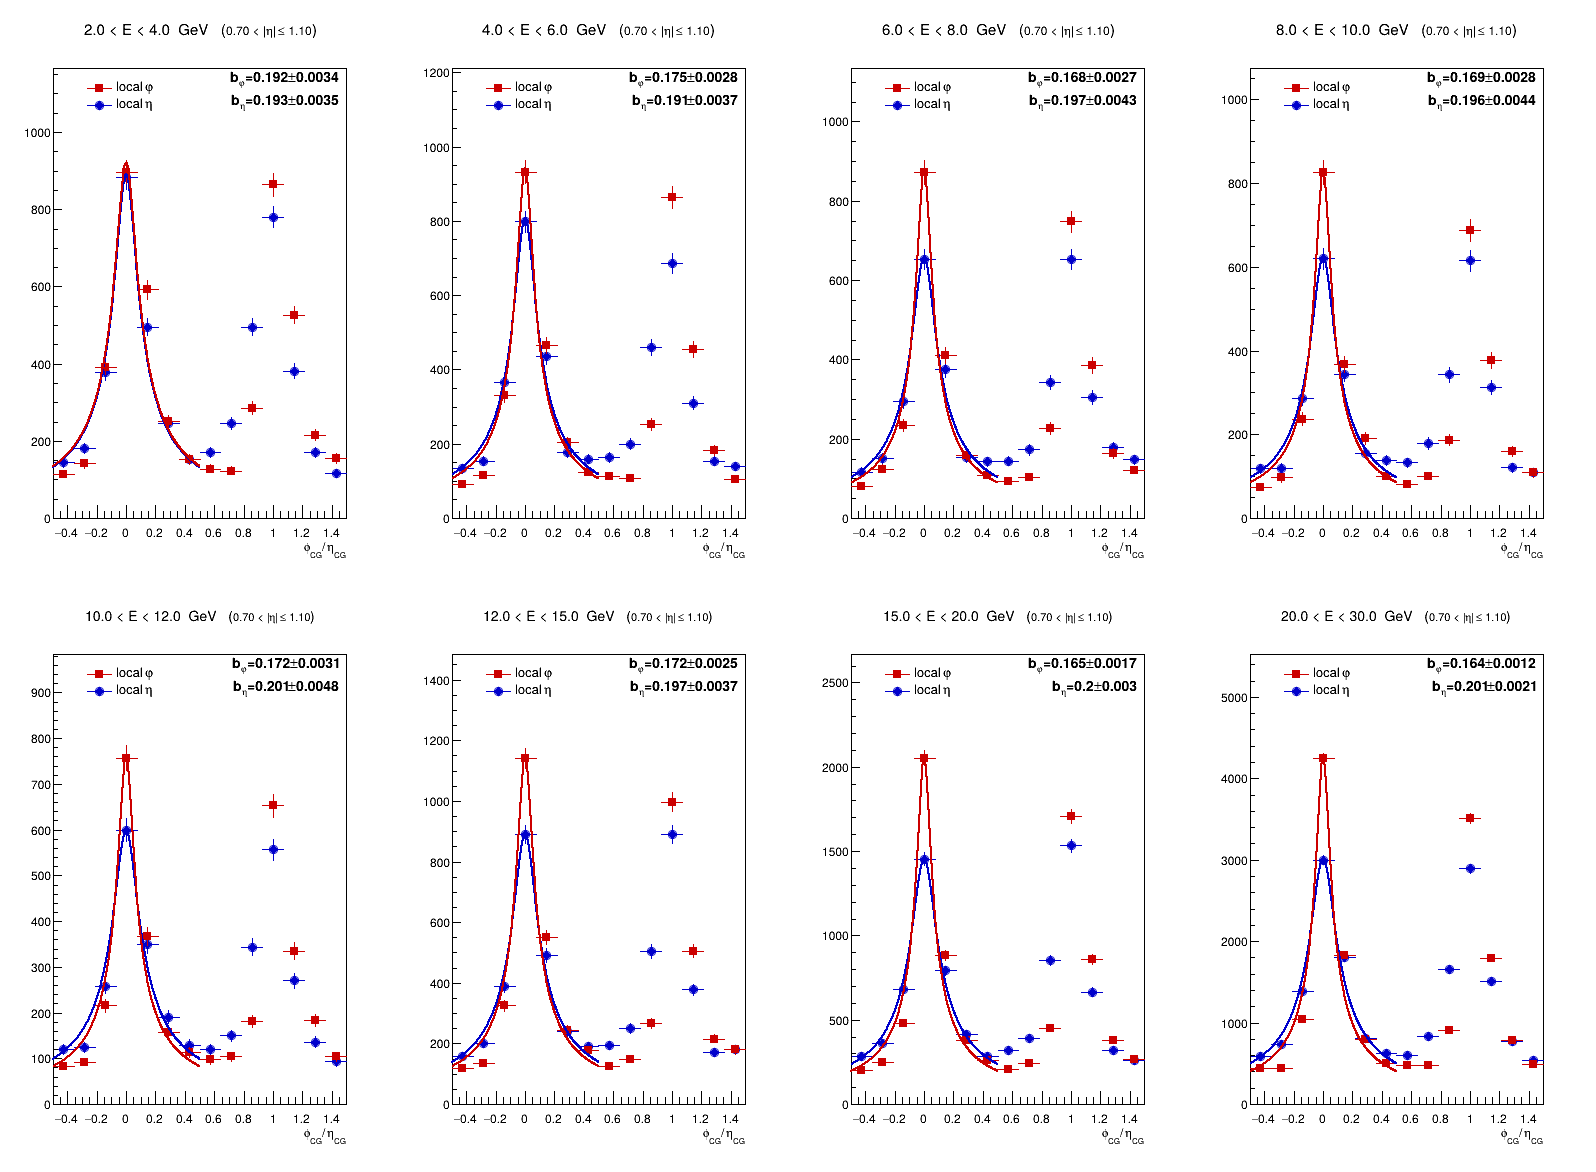 2.0 < E < 4.0 GeV (0.70 < |η| ≤ 1.10)
local φ
local η
b_φ=0.192±0.0034
b_η=0.193±0.0035
1000
800
600
400
200
0
−0.4 −0.2 0 0.2 0.4 0.6 0.8 1 1.2 1.4
ϕ_CG/η_CG
4.0 < E < 6.0 GeV (0.70 < |η| ≤ 1.10)
local φ
local η
b_φ=0.175±0.0028
b_η=0.191±0.0037
1200
1000
800
600
400
200
0
−0.4 −0.2 0 0.2 0.4 0.6 0.8 1 1.2 1.4
ϕ_CG/η_CG
6.0 < E < 8.0 GeV (0.70 < |η| ≤ 1.10)
local φ
local η
b_φ=0.168±0.0027
b_η=0.197±0.0043
1000
800
600
400
200
0
−0.4 −0.2 0 0.2 0.4 0.6 0.8 1 1.2 1.4
ϕ_CG/η_CG
8.0 < E < 10.0 GeV (0.70 < |η| ≤ 1.10)
local φ
local η
b_φ=0.169±0.0028
b_η=0.196±0.0044
1000
800
600
400
200
0
−0.4 −0.2 0 0.2 0.4 0.6 0.8 1 1.2 1.4
ϕ_CG/η_CG
10.0 < E < 12.0 GeV (0.70 < |η| ≤ 1.10)
local φ
local η
b_φ=0.172±0.0031
b_η=0.201±0.0048
900
800
700
600
500
400
300
200
100
0
−0.4 −0.2 0 0.2 0.4 0.6 0.8 1 1.2 1.4
ϕ_CG/η_CG
12.0 < E < 15.0 GeV (0.70 < |η| ≤ 1.10)
local φ
local η
b_φ=0.172±0.0025
b_η=0.197±0.0037
1400
1200
1000
800
600
400
200
0
−0.4 −0.2 0 0.2 0.4 0.6 0.8 1 1.2 1.4
ϕ_CG/η_CG
15.0 < E < 20.0 GeV (0.70 < |η| ≤ 1.10)
local φ
local η
b_φ=0.165±0.0017
b_η=0.2±0.003
2500
2000
1500
1000
500
0
−0.4 −0.2 0 0.2 0.4 0.6 0.8 1 1.2 1.4
ϕ_CG/η_CG
20.0 < E < 30.0 GeV (0.70 < |η| ≤ 1.10)
local φ
local η
b_φ=0.164±0.0012
b_η=0.201±0.0021
5000
4000
3000
2000
1000
0
−0.4 −0.2 0 0.2 0.4 0.6 0.8 1 1.2 1.4
ϕ_CG/η_CG